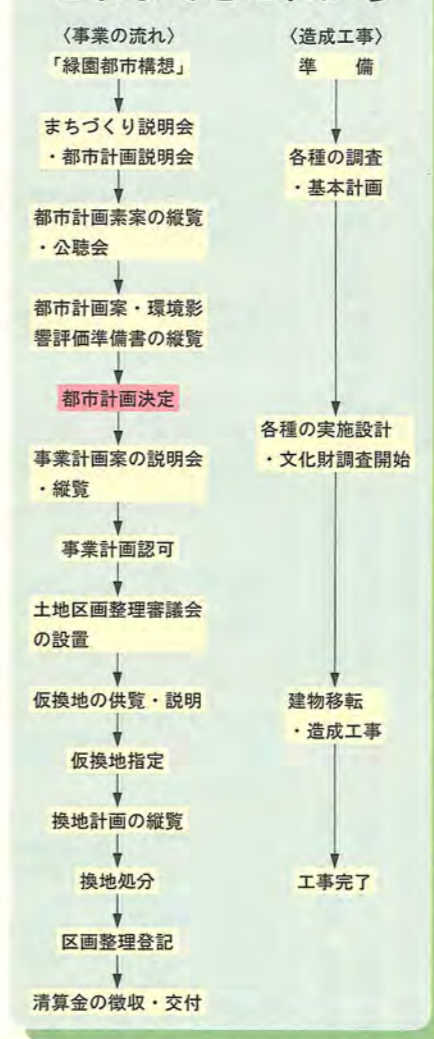 〈事業の流れ〉
「緑園都市構想」
まちづくり説明会
・都市計画説明会
都市計画素案の縦覧
・公聴会
都市計画案・環境影
響評価準備書の縦覧
都市計画決定
事業計画案の説明会
・縦覧
事業計画認可
土地区画整理審議会
の設置
仮換地の供覧・説明
仮換地指定
換地計画の縦覧
換地処分
区画整理登記
清算金の徴収・交付
〈造成工事〉
準　備
各種の調査
・基本計画
各種の実施設計
・文化財調査開始
建物移転
・造成工事
工事完了